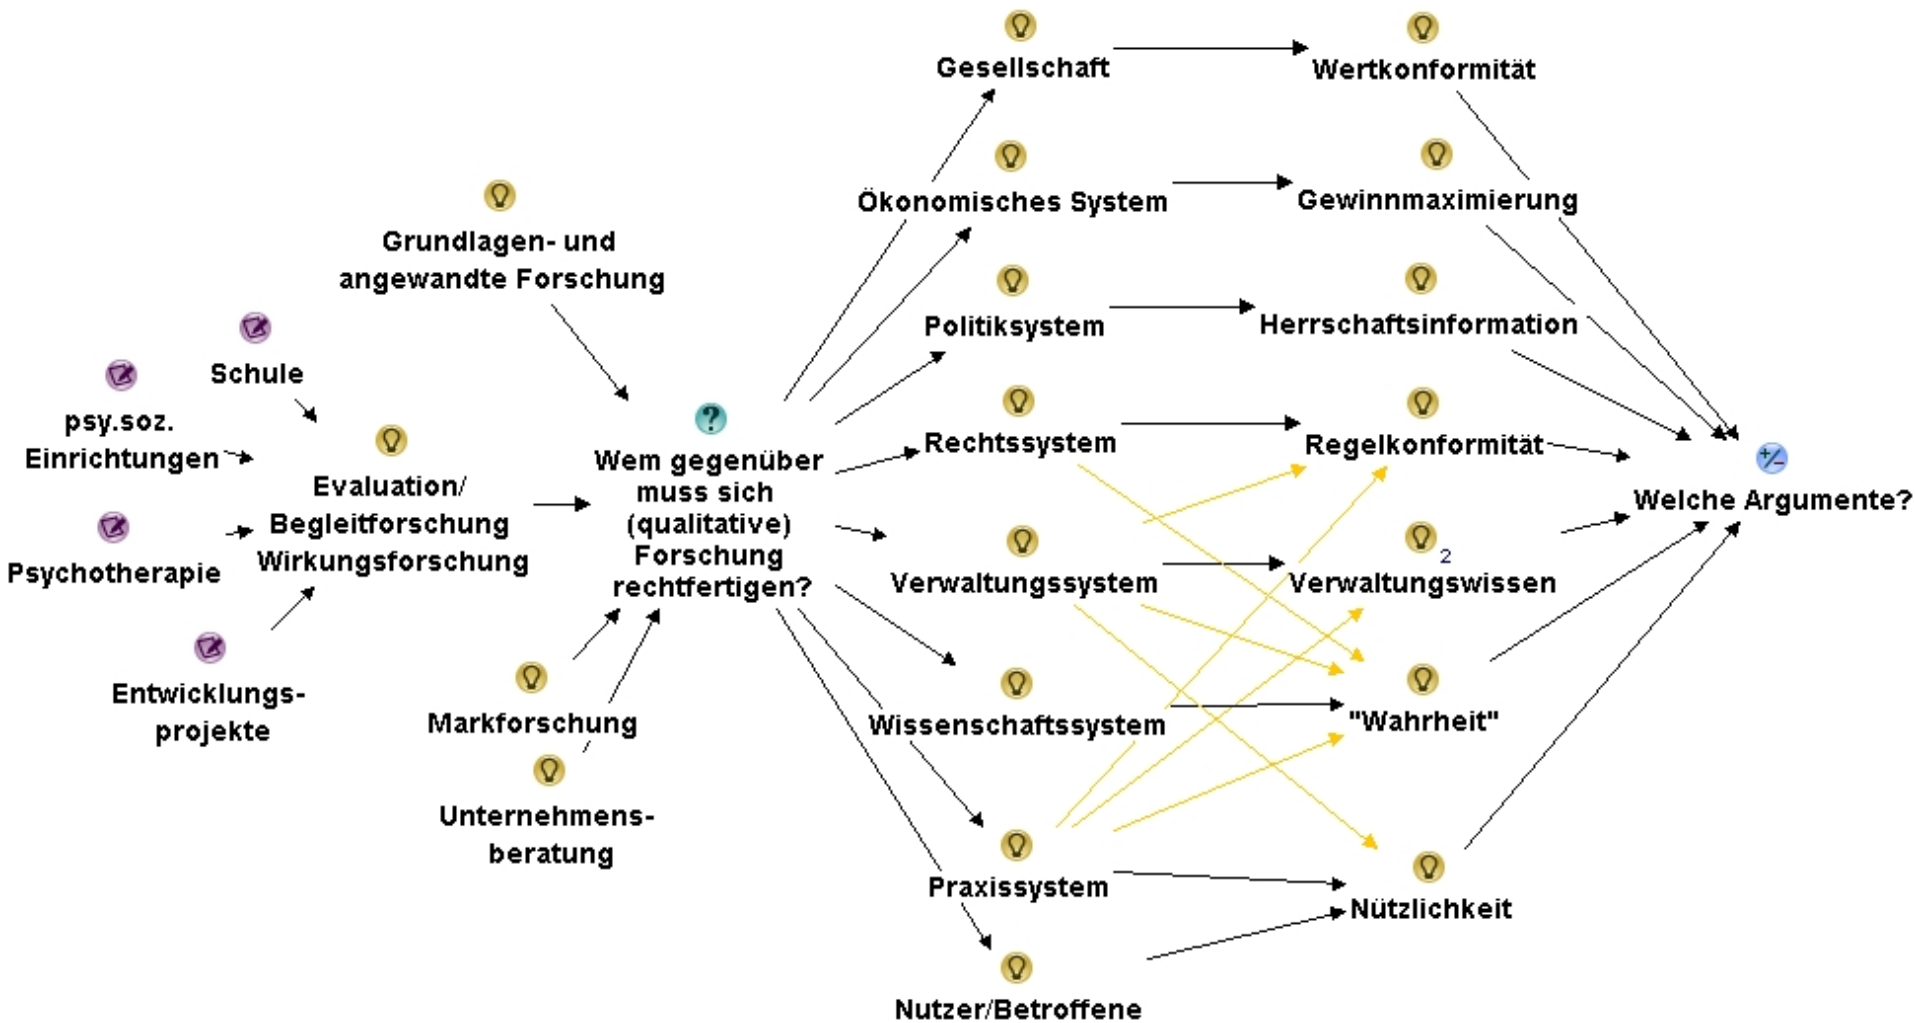 Gesellschaft
Wertkonformität
Ökonomisches System
Gewinnmaximierung
Grundlagen- und
angewandte Forschung
Politiksystem
Herrschaftsinformation
Schule
psy.soz.
Einrichtungen
?
Wem gegenüber
muss sich
(qualitative)
Forschung
rechtfertigen?
Rechtssystem
Regelkonformität
+/-
Welche Argumente?
Evaluation/
Begleitforschung
Wirkungsforschung
Psychotherapie
Verwaltungssystem
2
Verwaltungswissen
Entwicklungs-
projekte
Markforschung
Wissenschaftssystem
"Wahrheit"
Unternehmens-
beratung
Praxissystem
Nützlichkeit
Nutzer/Betroffene